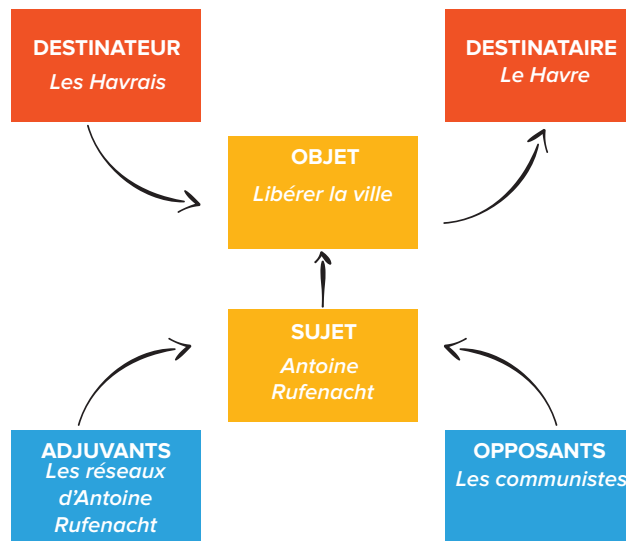 DESTINATEUR
Les Havrais
DESTINATAIRE
Le Havre
OBJET
Libérer la ville
SUJET
Antoine
Rufenacht
ADJUVANTS
Les réseaux
d'Antoine
Rufenacht
OPPOSANTS
Les communistes